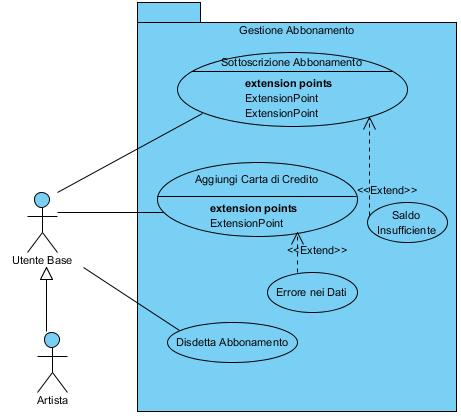 Gestione Abbonamento
Sottoscrizione Abbonamento
extension points
ExtensionPoint
ExtensionPoint
Aggiungi Carta di Credito
extension points
ExtensionPoint
<<Extend>>
Saldo
Insufficiente
<<Extend>>
Utente Base
Errore nei Dati
Disdetta Abbonamento
Artista